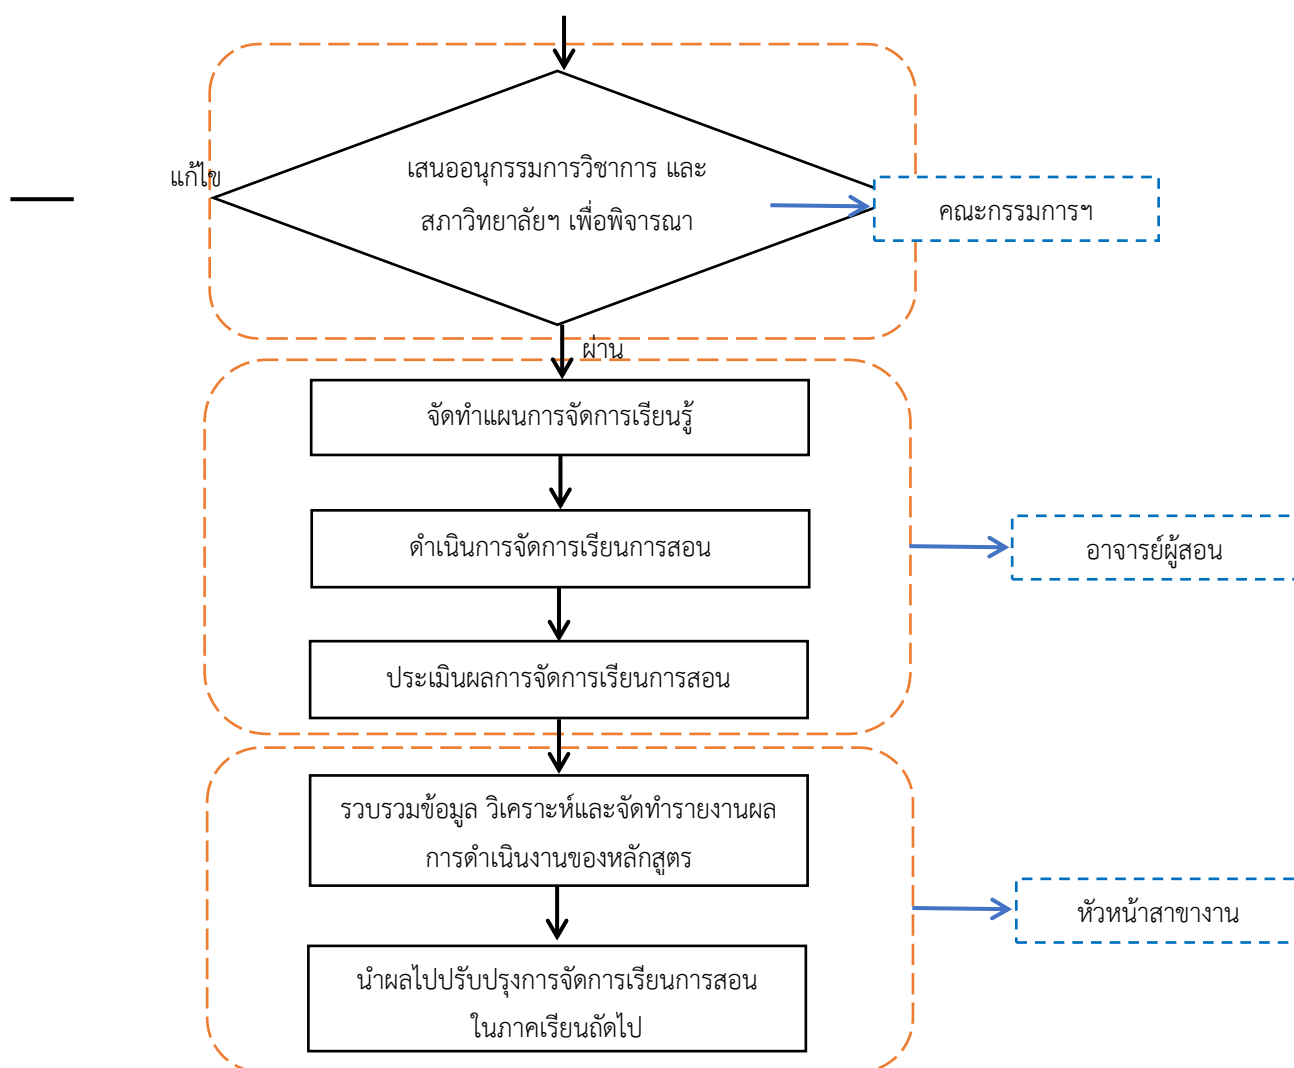 แก้ไข
เสนออนุกรรมการวิชาการ และ
สภาวิทยาลัยฯ เพื่อพิจารณา
คณะกรรมการฯ
ผ่าน
จัดทำแผนการจัดการเรียนรู้
ดำเนินการจัดการเรียนการสอน
อาจารย์ผู้สอน
ประเมินผลการจัดการเรียนการสอน
รวบรวมข้อมูล วิเคราะห์และจัดทำรายงานผล
การดำเนินงานของหลักสูตร
หัวหน้าสาขางาน
นำผลไปปรับปรุงการจัดการเรียนการสอน
ในภาคเรียนถัดไป